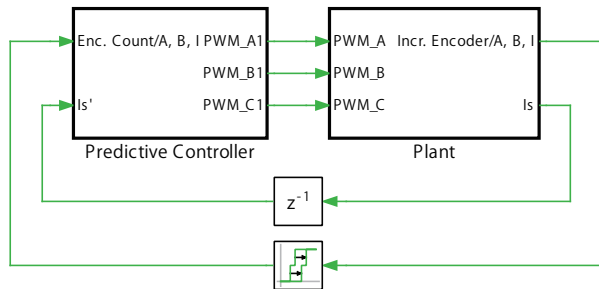 Enc. Count/A, B, I PWM_A1
PWM_B1
Is' PWM_C1
Predictive Controller
PWM_A Incr. Encoder/A, B, I
PWM_B
PWM_C Is
Plant
z⁻¹